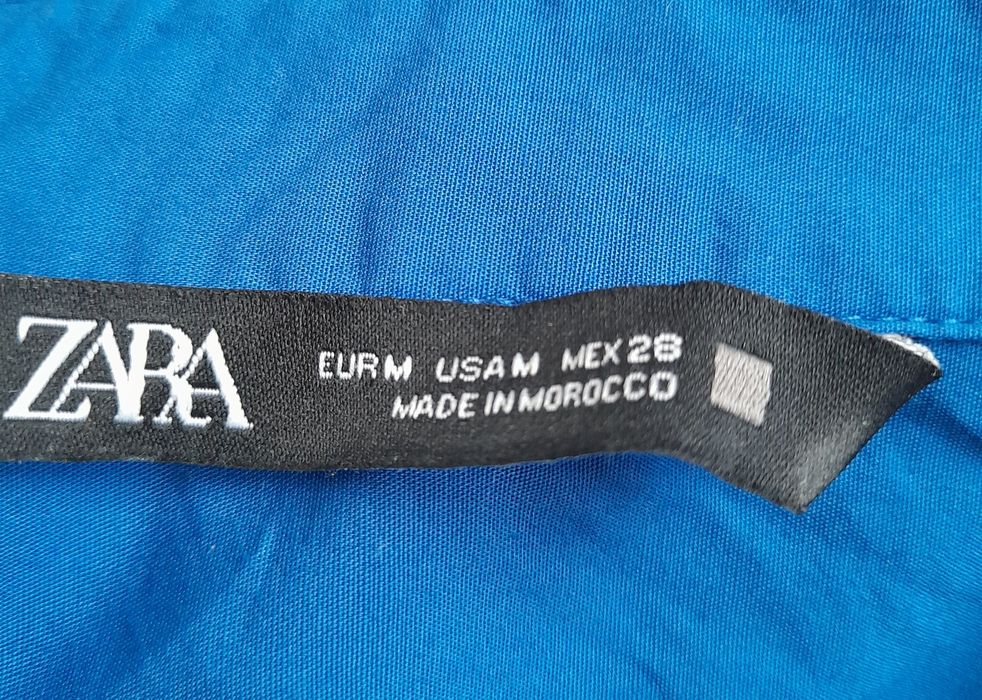 ZARA
EUR M USA M MEX 28
MADE IN MOROCCO